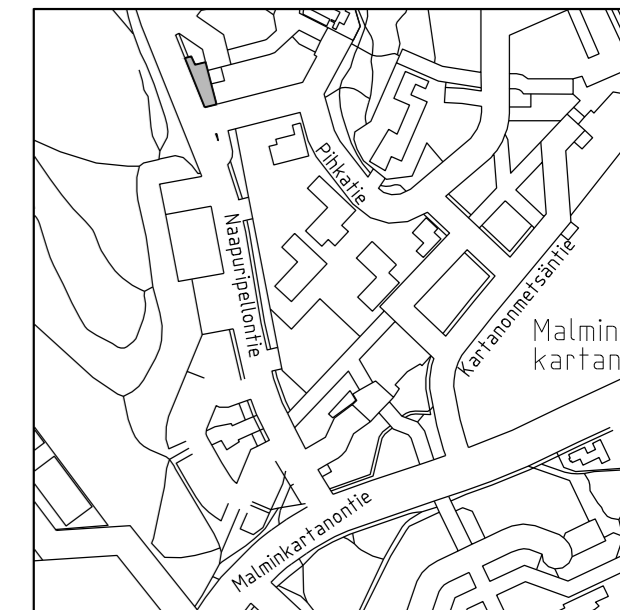 Pihkatie
Naapuripellontie
Kartanonmetsäntie
Malmin
kartan
Malminkartanontie